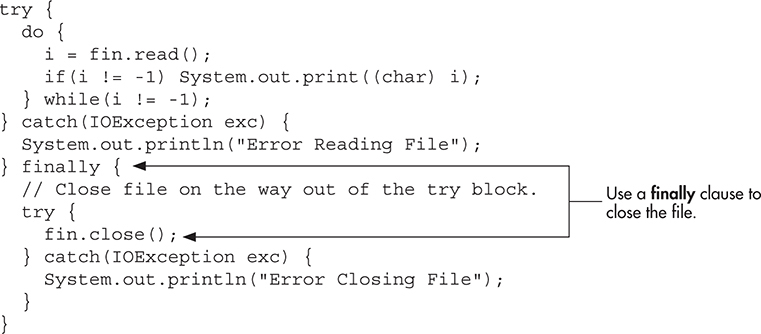 try {
  do {
    i = fin.read();
    if(i != -1) System.out.print((char) i);
  } while(i != -1);
} catch(IOException exc) {
  System.out.println("Error Reading File");
} finally {
  // Close file on the way out of the try block.
  try {
    fin.close();
  } catch(IOException exc) {
    System.out.println("Error Closing File");
  }
}
Use a finally clause to
close the file.